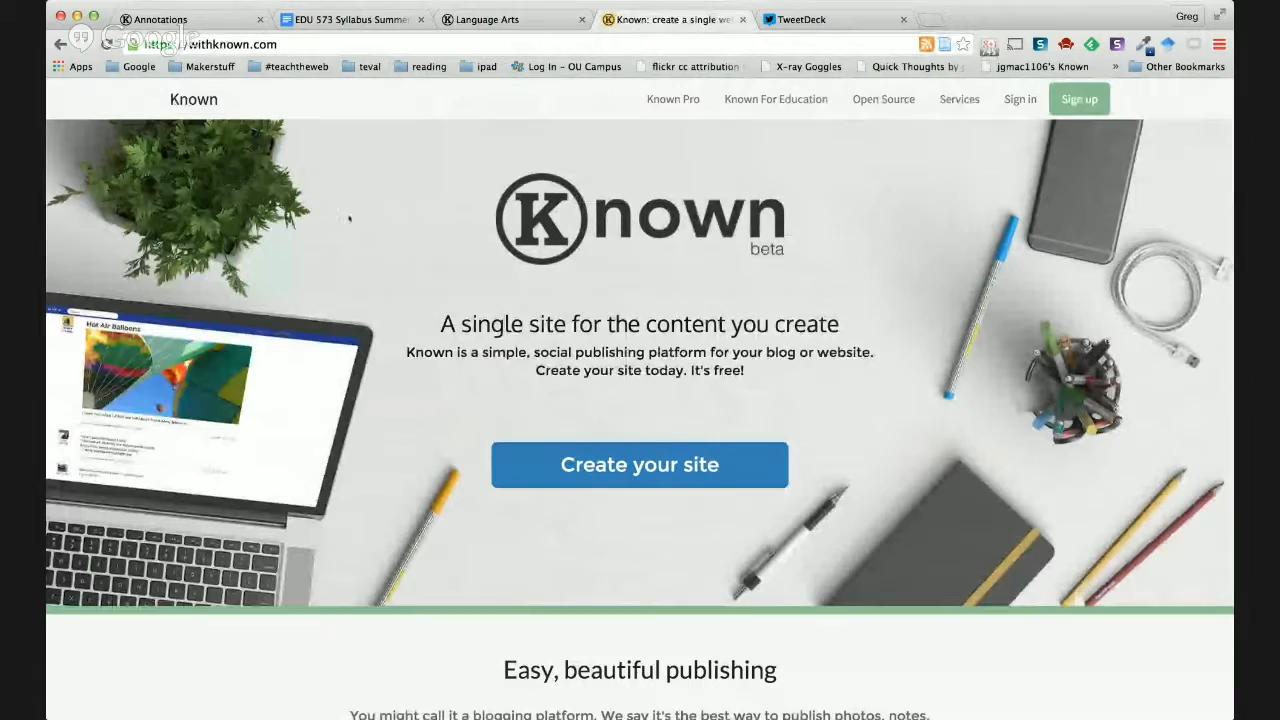 Annotations
EDU 573 Syllabus Summe
Language Arts
Known: create a single we
TweetDeck
Greg
Google
https://withknown.com
Apps
Google
Makerstuff
#teachtheweb
teval
reading
ipad
Log In - OU Campus
flickr cc attribution
X-ray Goggles
Quick Thoughts by
jgmac1106's Known
»
Other Bookmarks
Known
Known Pro
Known For Education
Open Source
Services
Sign in
Sign up
Known
beta
A single site for the content you create
Known is a simple, social publishing platform for your blog or website.
Create your site today. It's free!
Hot Air Balloons
Create your site
Easy, beautiful publishing
You might call it a blogging platform. We say it's the best way to publish photos, notes,